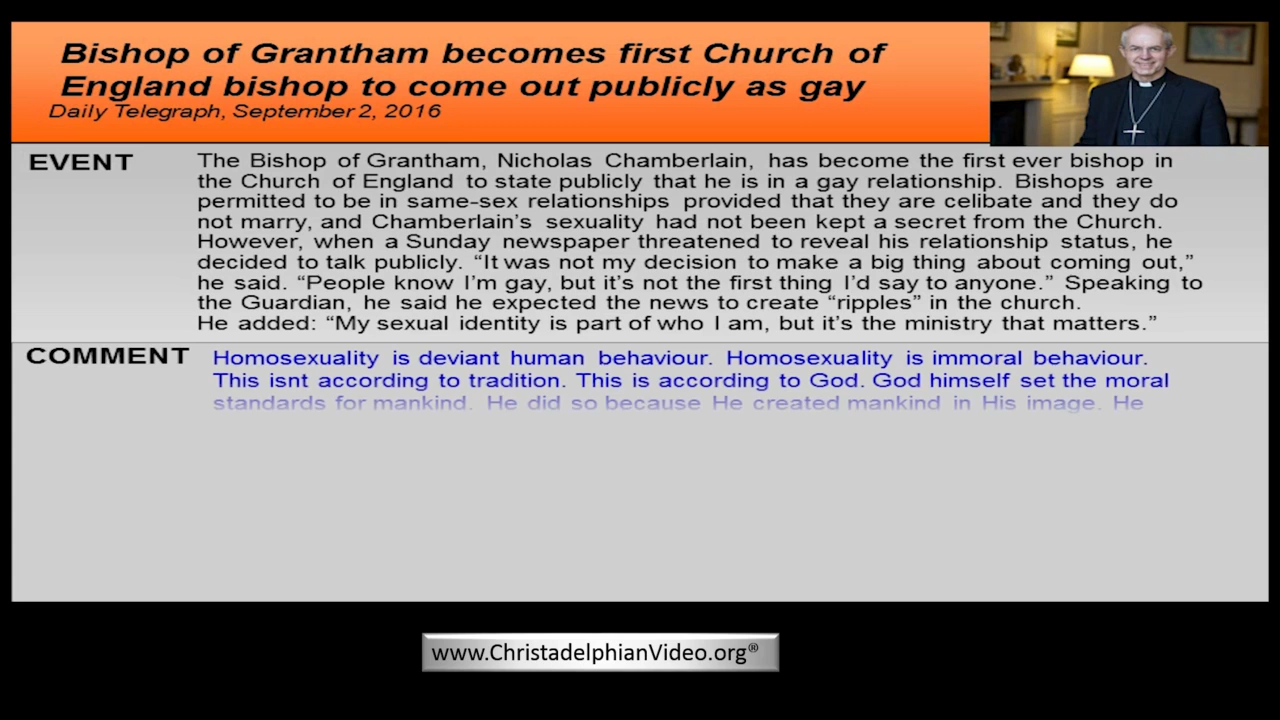 Bishop of Grantham becomes first Church of
England bishop to come out publicly as gay
Daily Telegraph, September 2, 2016
EVENT
The Bishop of Grantham, Nicholas Chamberlain, has become the first ever bishop in
the Church of England to state publicly that he is in a gay relationship. Bishops are
permitted to be in same-sex relationships provided that they are celibate and they do
not marry, and Chamberlain’s sexuality had not been kept a secret from the Church.
However, when a Sunday newspaper threatened to reveal his relationship status, he
decided to talk publicly. “It was not my decision to make a big thing about coming out,”
he said. “People know I’m gay, but it’s not the first thing I’d say to anyone.” Speaking to
the Guardian, he said he expected the news to create “ripples” in the church.
He added: “My sexual identity is part of who I am, but it’s the ministry that matters.”
COMMENT
Homosexuality is deviant human behaviour. Homosexuality is immoral behaviour.
This isnt according to tradition. This is according to God. God himself set the moral
standards for mankind. He did so because He created mankind in His image. He
www.ChristadelphianVideo.org®